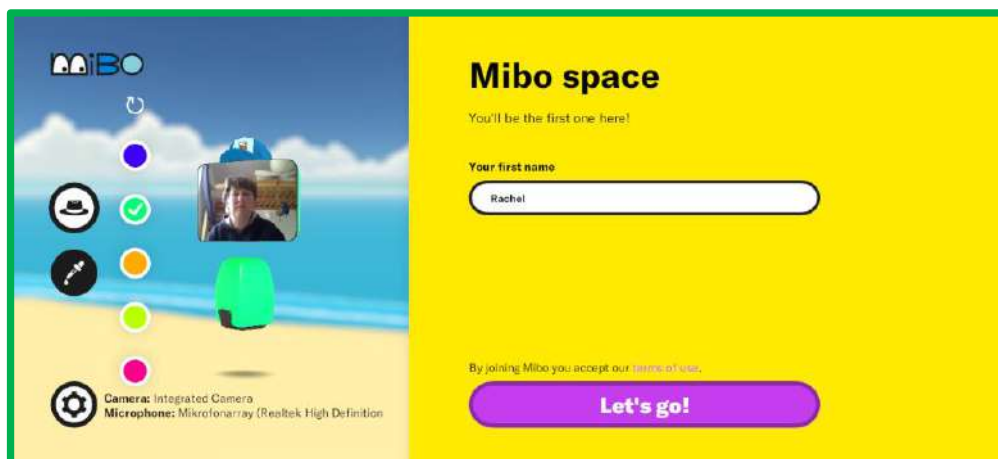 MiBO
Mibo space
You'll be the first one here!
Your first name
Rachel
Camera: Integrated Camera
Microphone: Mikrofonarray (Realtek High Definition
By joining Mibo you accept our terms of use.
Let's go!